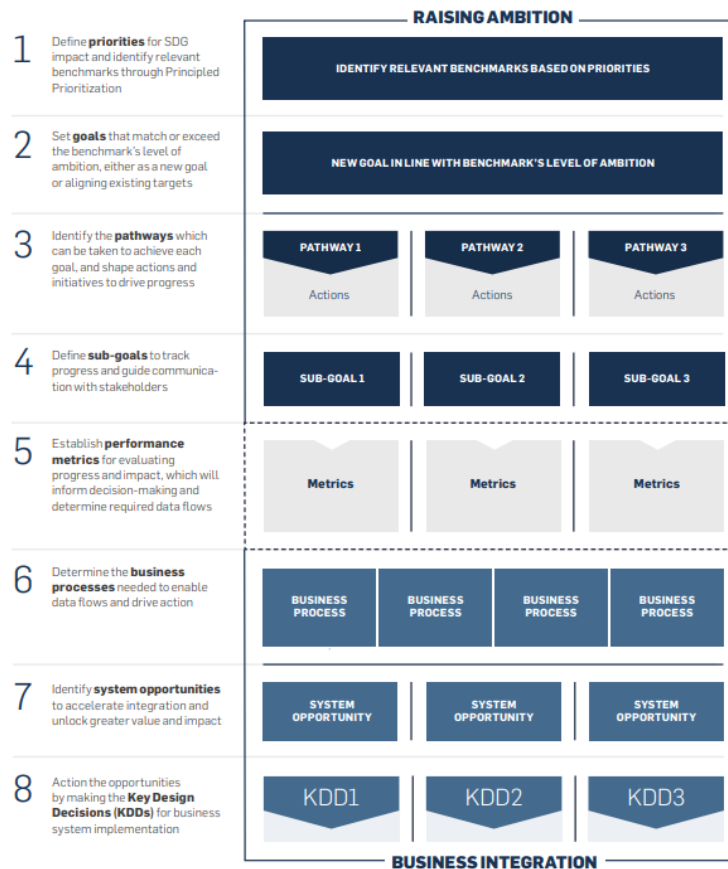 RAISING AMBITION
1
Define priorities for SDG
impact and identify relevant
benchmarks through Principled
Prioritization
IDENTIFY RELEVANT BENCHMARKS BASED ON PRIORITIES
2
Set goals that match or exceed
the benchmark's level of
ambition, either as a new goal
or aligning existing targets
NEW GOAL IN LINE WITH BENCHMARK'S LEVEL OF AMBITION
3
Identify the pathways which
can be taken to achieve each
goal, and shape actions and
initiatives to drive progress
PATHWAY 1
PATHWAY 2
PATHWAY 3
Actions
Actions
Actions
4
Define sub-goals to track
progress and guide communica-
tion with stakeholders
SUB-GOAL 1
SUB-GOAL 2
SUB-GOAL 3
5
Establish performance
metrics for evaluating
progress and impact, which will
inform decision-making and
determine required data flows
Metrics
Metrics
Metrics
6
Determine the business
processes needed to enable
data flows and drive action
BUSINESS
PROCESS
BUSINESS
PROCESS
BUSINESS
PROCESS
BUSINESS
PROCESS
7
Identify system opportunities
to accelerate integration and
unlock greater value and impact
SYSTEM
OPPORTUNITY
SYSTEM
OPPORTUNITY
SYSTEM
OPPORTUNITY
8
Action the opportunities
by making the Key Design
Decisions (KDDs) for business
system implementation
KDD1
KDD2
KDD3
BUSINESS INTEGRATION